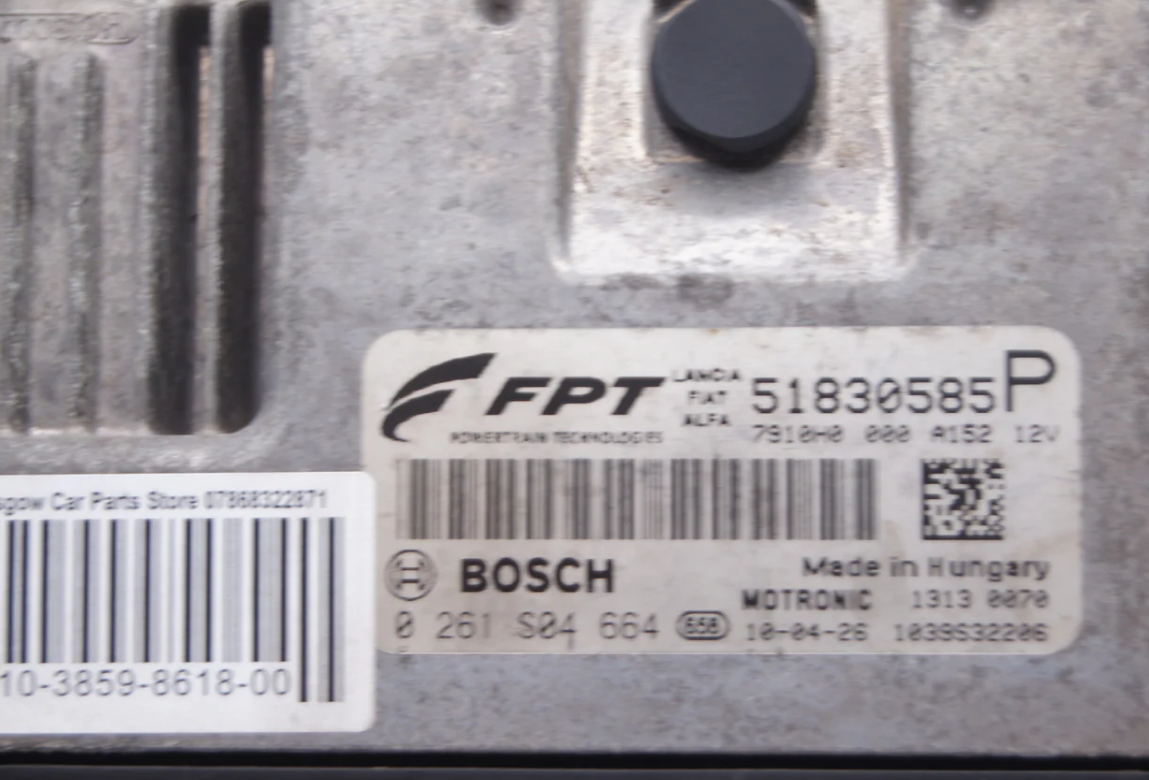 FPT
POWERTRAIN TECHNOLOGIES
LANCIA
FIAT
ALFA
51830585P
7910H0 000 A152 12V
sgow Car Parts Store 07868322871
10-3859-8618-00
BOSCH
Made in Hungary
MOTRONIC 1313 0070
0 261 S04 664 658 10-04-26 1039S32206